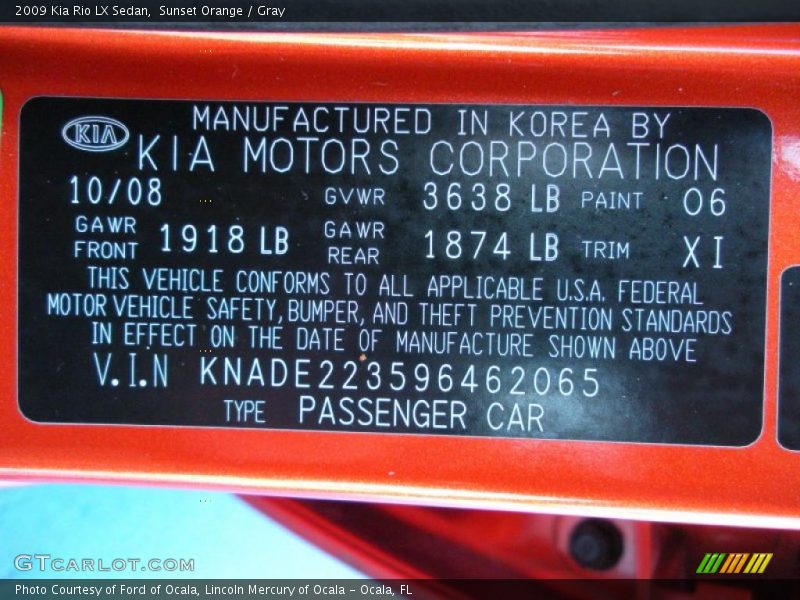 2009 Kia Rio LX Sedan,  Sunset Orange / Gray
KIA MANUFACTURED IN KOREA BY
KIA MOTORS CORPORATION
10/08 GVWR 3638 LB PAINT 06
GAWR FRONT 1918 LB GAWR REAR 1874 LB TRIM XI
THIS VEHICLE CONFORMS TO ALL APPLICABLE U.S.A. FEDERAL
MOTOR VEHICLE SAFETY, BUMPER, AND THEFT PREVENTION STANDARDS
IN EFFECT ON THE DATE OF MANUFACTURE SHOWN ABOVE
V.I.N KNADE223596462065
TYPE PASSENGER CAR
GTCARLOT.COM
Photo Courtesy of Ford of Ocala, Lincoln Mercury of Ocala - Ocala, FL